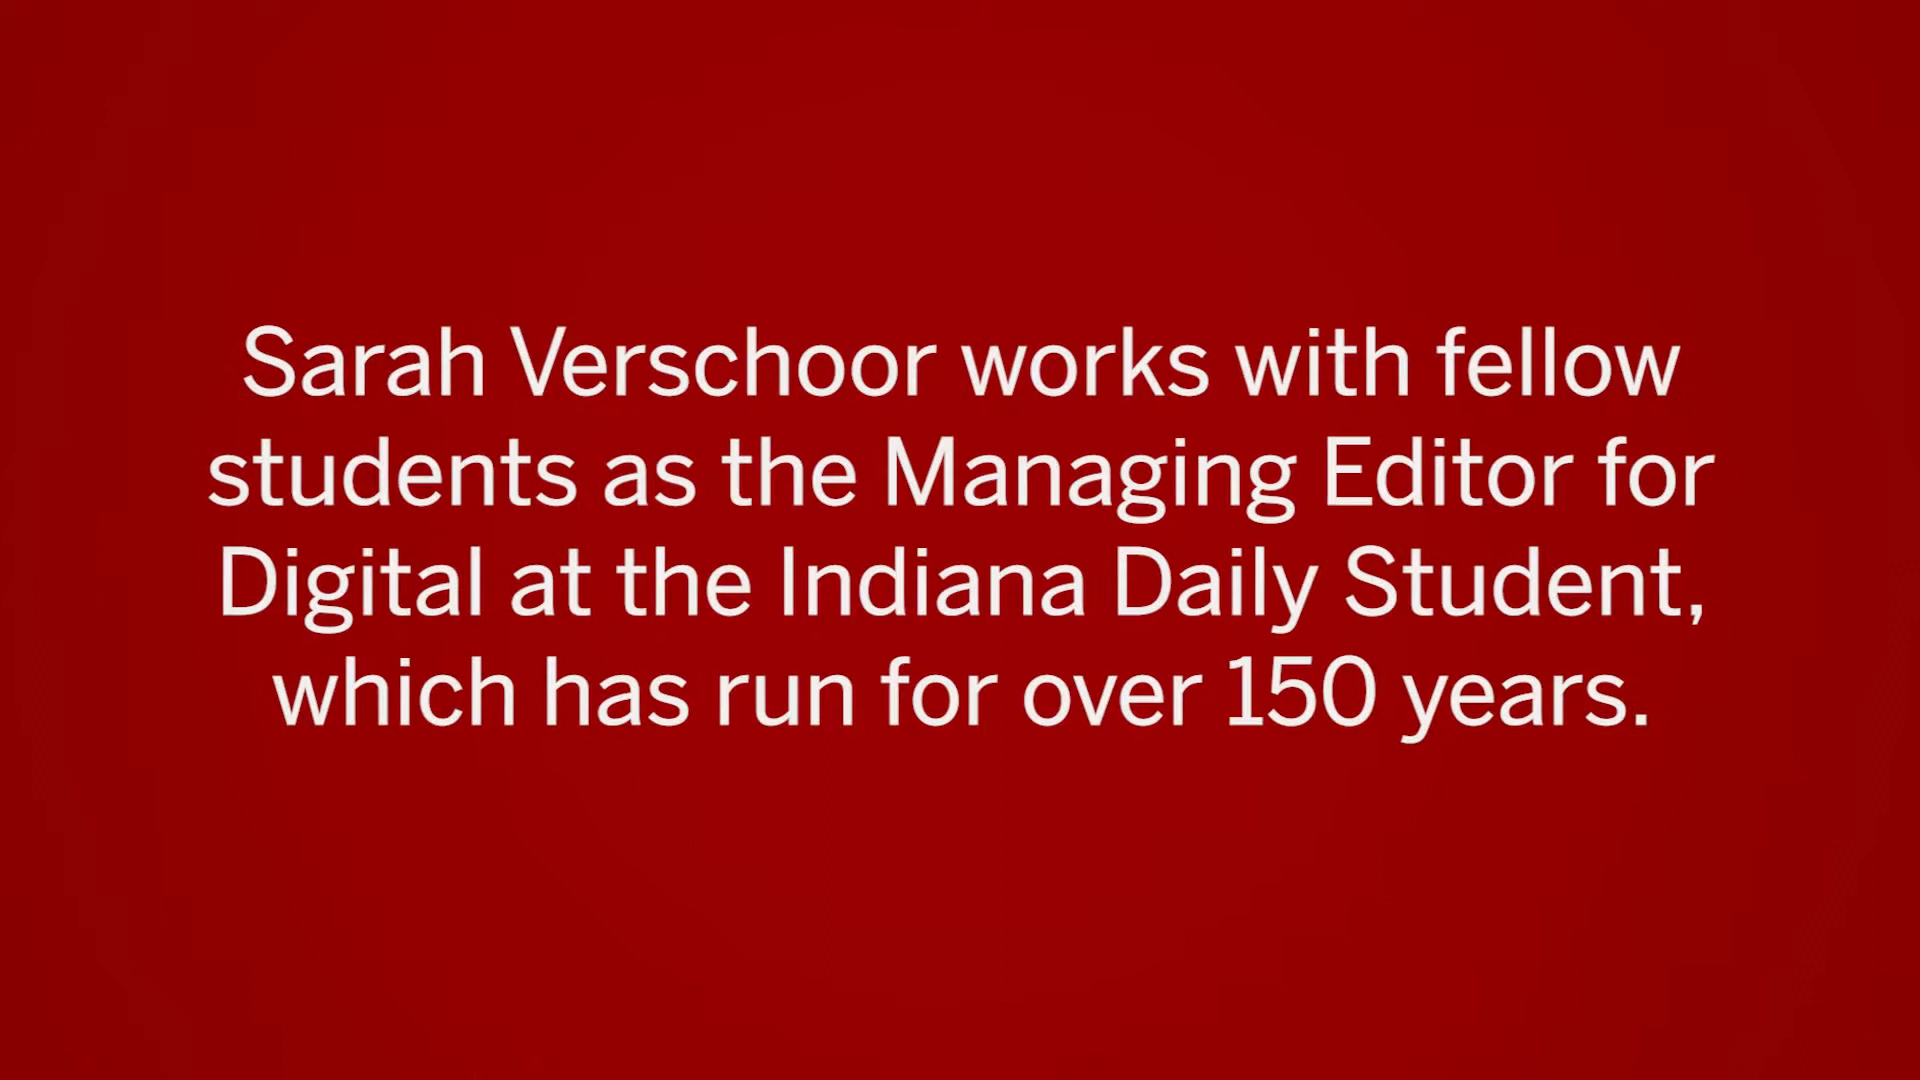 Sarah Verschoor works with fellow
students as the Managing Editor for
Digital at the Indiana Daily Student,
which has run for over 150 years.